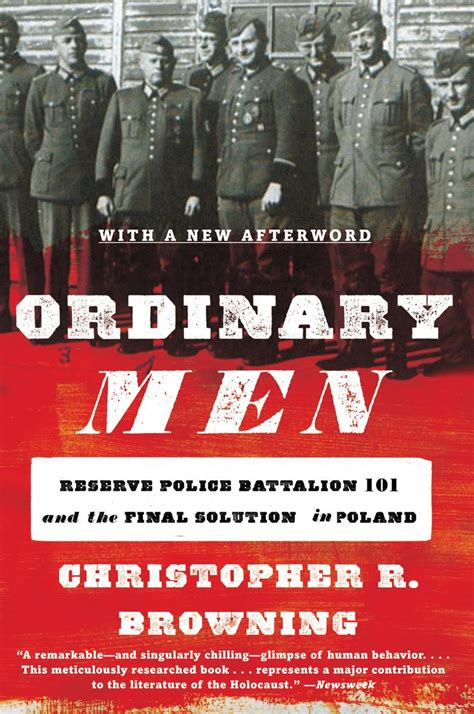 WITH A NEW AFTERWORD
ORDINARY
MEN
RESERVE POLICE BATTALION 101
and the FINAL SOLUTION in POLAND
CHRISTOPHER R.
BROWNING
“A remarkable—and singularly chilling—glimpse of human behavior. . . .
This meticulously researched book . . . represents a major contribution
to the literature of the Holocaust.” —Newsweek